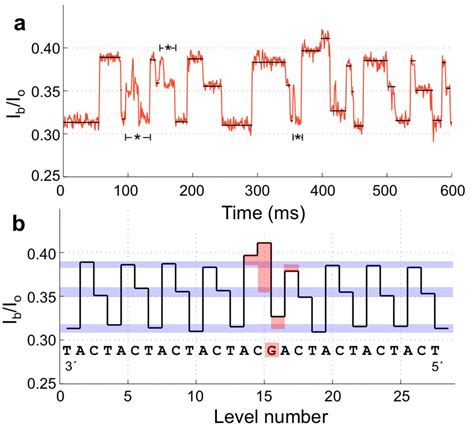 a
0.40
0.35
0.30
0.25
Ib/Io
*
*
*
0 100 200 300 400 500 600
Time (ms)
b
0.40
0.35
0.30
0.25
Ib/Io
TACTACTACTACTACGACTACTACTACT
3´ 5´
0 5 10 15 20 25
Level number